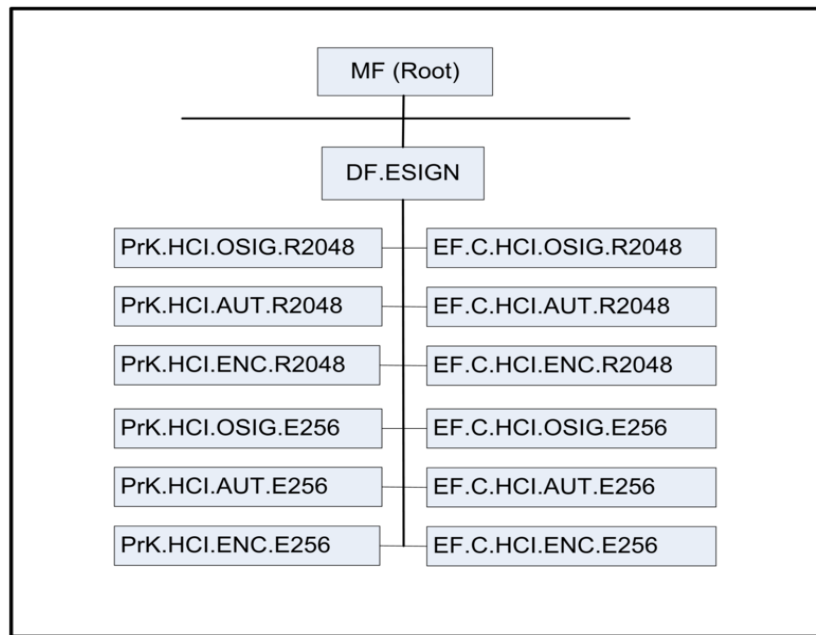 MF (Root)
DF.ESIGN
PrK.HCI.OSIG.R2048
EF.C.HCI.OSIG.R2048
PrK.HCI.AUT.R2048
EF.C.HCI.AUT.R2048
PrK.HCI.ENC.R2048
EF.C.HCI.ENC.R2048
PrK.HCI.OSIG.E256
EF.C.HCI.OSIG.E256
PrK.HCI.AUT.E256
EF.C.HCI.AUT.E256
PrK.HCI.ENC.E256
EF.C.HCI.ENC.E256